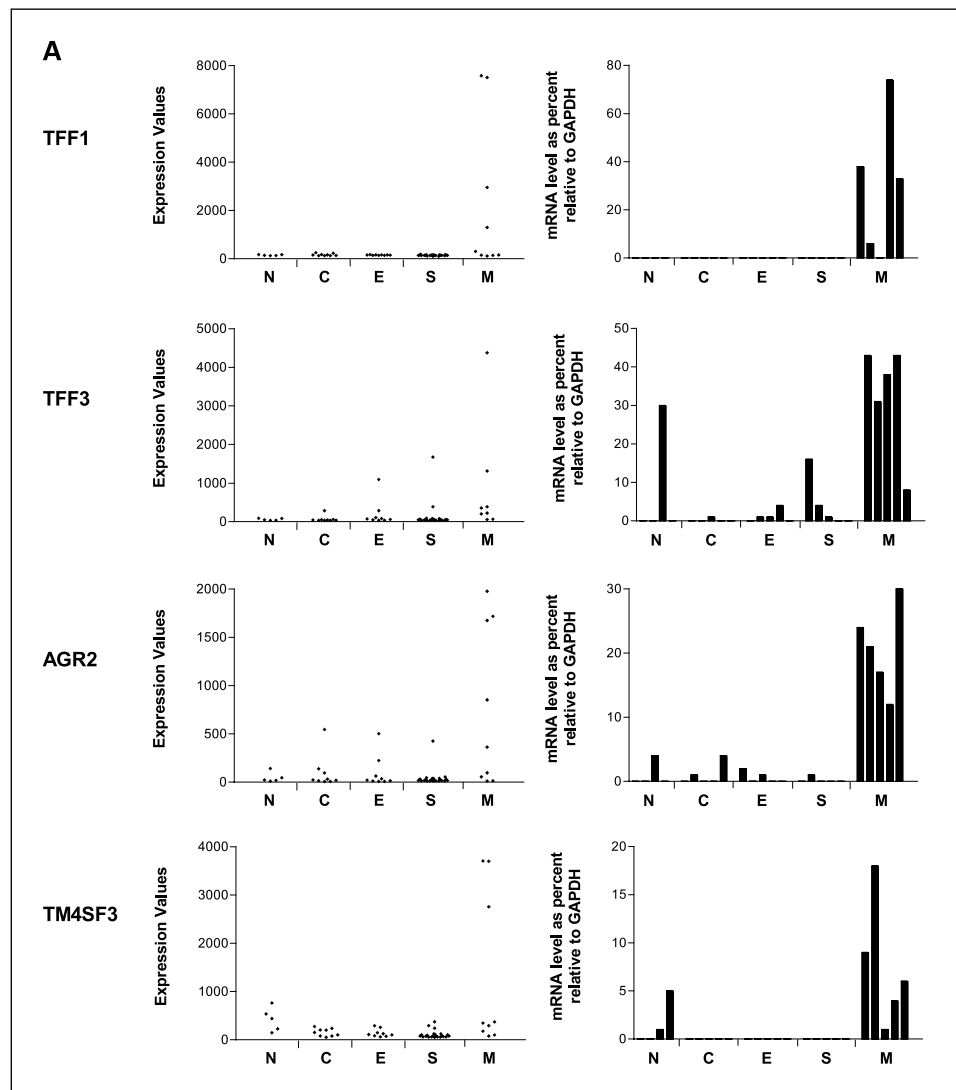 A
TFF1
Expression Values
8000
6000
4000
2000
0
N C E S M
mRNA level as percent
relative to GAPDH
80
60
40
20
0
N C E S M
TFF3
Expression Values
5000
4000
3000
2000
1000
0
N C E S M
mRNA level as percent
relative to GAPDH
50
40
30
20
10
0
N C E S M
AGR2
Expression Values
2000
1500
1000
500
0
N C E S M
mRNA level as percent
relative to GAPDH
30
20
10
0
N C E S M
TM4SF3
Expression Values
4000
3000
2000
1000
0
N C E S M
mRNA level as percent
relative to GAPDH
20
15
10
5
0
N C E S M